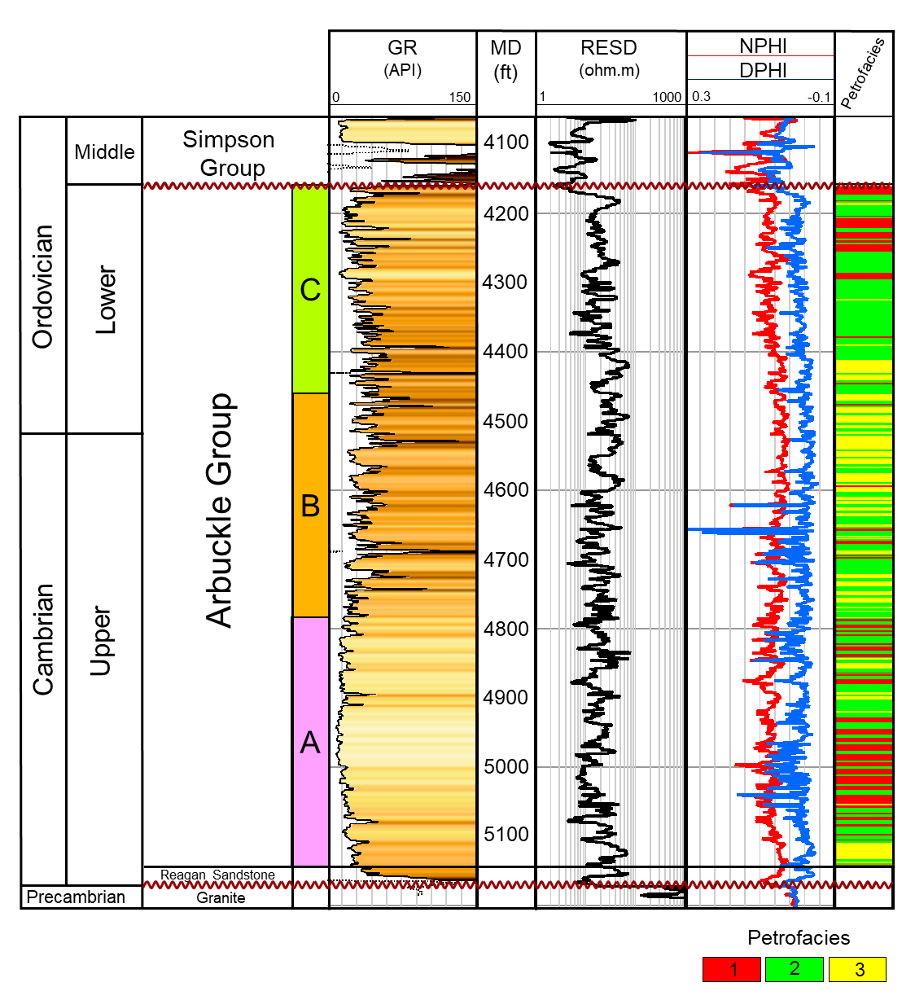 GR
(API)
0 150
MD
(ft)
RESD
(ohm.m)
1 1000
NPHI
DPHI
0.3 -0.1
Petrofacies
Ordovician
Middle
Lower
Cambrian
Upper
Precambrian
Simpson
Group
Arbuckle Group
Reagan Sandstone
Granite
C
B
A
4100
4200
4300
4400
4500
4600
4700
4800
4900
5000
5100
Petrofacies
1 2 3